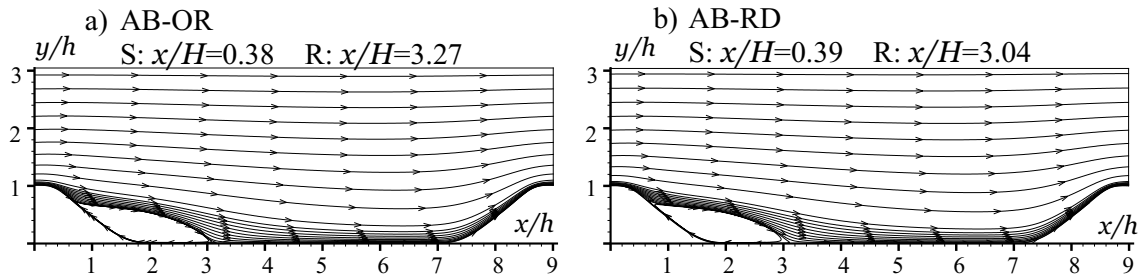 a) AB-OR
y/h S: x/H=0.38 R: x/H=3.27
3
2
1
x/h
1 2 3 4 5 6 7 8 9
b) AB-RD
y/h S: x/H=0.39 R: x/H=3.04
3
2
1
x/h
1 2 3 4 5 6 7 8 9